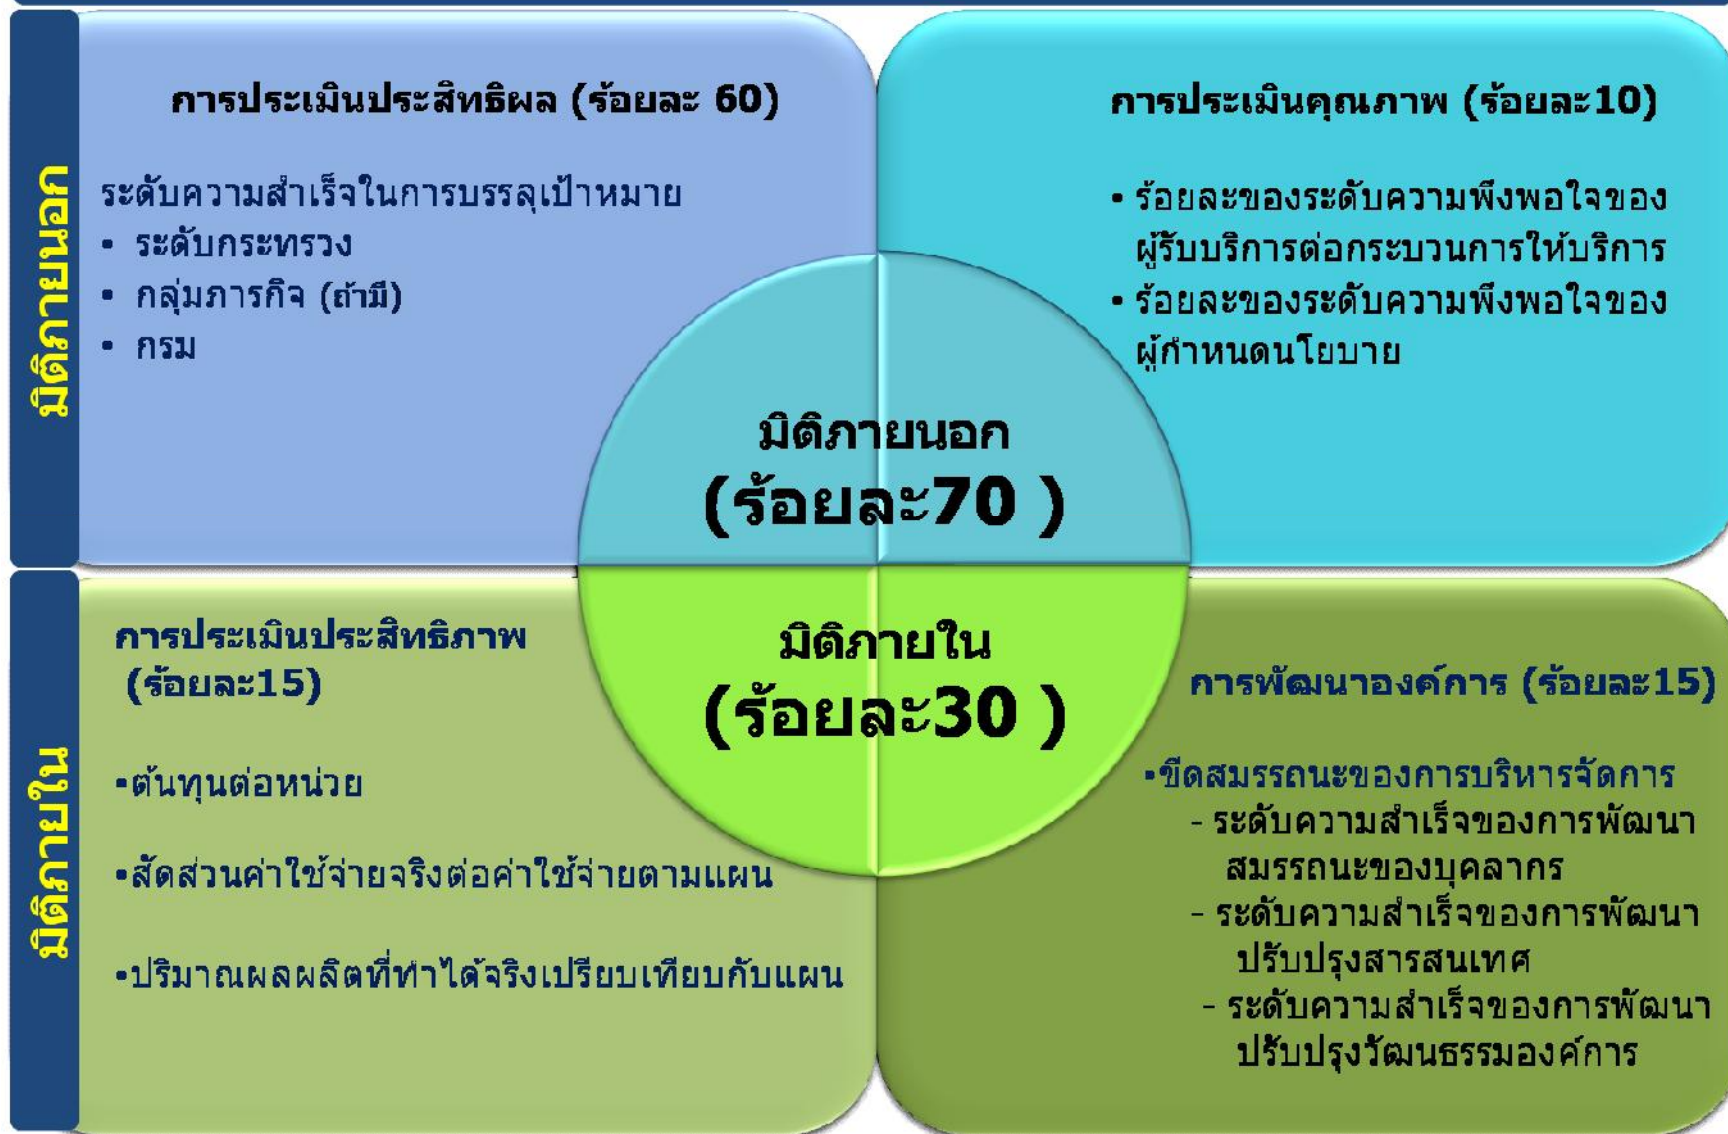 มิติภายนอก
การประเมินประสิทธิผล (ร้อยละ 60)
ระดับความสำเร็จในการบรรลุเป้าหมาย
• ระดับกระทรวง
• กลุ่มภารกิจ (ถ้ามี)
• กรม
การประเมินคุณภาพ (ร้อยละ10)
• ร้อยละของระดับความพึงพอใจของ
ผู้รับบริการต่อกระบวนการให้บริการ
• ร้อยละของระดับความพึงพอใจของ
ผู้กำหนดนโยบาย
มิติภายนอก
(ร้อยละ70 )
มิติภายใน
(ร้อยละ30 )
มิติภายใน
การประเมินประสิทธิภาพ
(ร้อยละ15)
•ต้นทุนต่อหน่วย
•สัดส่วนค่าใช้จ่ายจริงต่อค่าใช้จ่ายตามแผน
•ปริมาณผลผลิตที่ทำได้จริงเปรียบเทียบกับแผน
การพัฒนาองค์การ (ร้อยละ15)
•ขีดสมรรถนะของการบริหารจัดการ
- ระดับความสำเร็จของการพัฒนา
สมรรถนะของบุคลากร
- ระดับความสำเร็จของการพัฒนา
ปรับปรุงสารสนเทศ
- ระดับความสำเร็จของการพัฒนา
ปรับปรุงวัฒนธรรมองค์การ